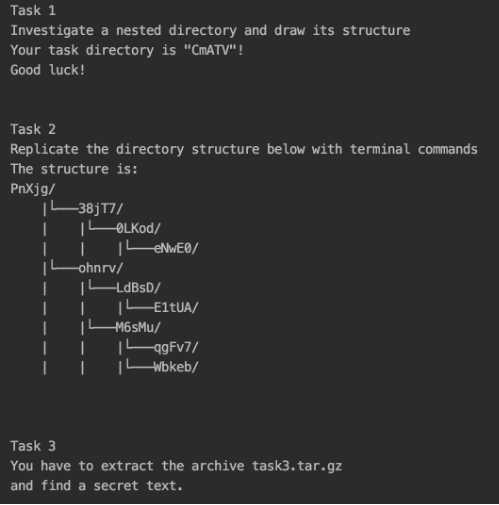 Task 1
Investigate a nested directory and draw its structure
Your task directory is "CmATV"!
Good luck!
Task 2
Replicate the directory structure below with terminal commands
The structure is:
PnXjg/
    |└──38jT7/
    |    |└──0LKod/
    |    |    |└──eNwE0/
    |└──ohnrv/
    |    |└──LdBsD/
    |    |    |└──E1tUA/
    |    |└──M6sMu/
    |    |    |└──qgFv7/
    |    |    |└──Wbkeb/
Task 3
You have to extract the archive task3.tar.gz
and find a secret text.